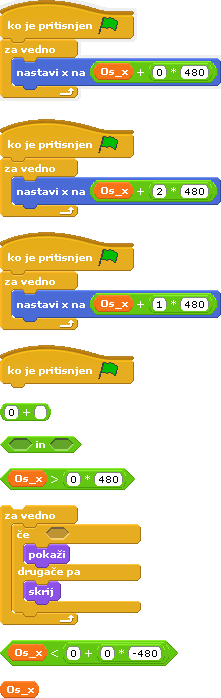 ko je pritisnjen
za vedno
nastavi x na Os_x + 0 * 480
ko je pritisnjen
za vedno
nastavi x na Os_x + 2 * 480
ko je pritisnjen
za vedno
nastavi x na Os_x + 1 * 480
ko je pritisnjen
0 +
in
Os_x > 0 * 480
za vedno
če
pokaži
drugače pa
skrij
Os_x < 0 + 0 * -480
Os_x